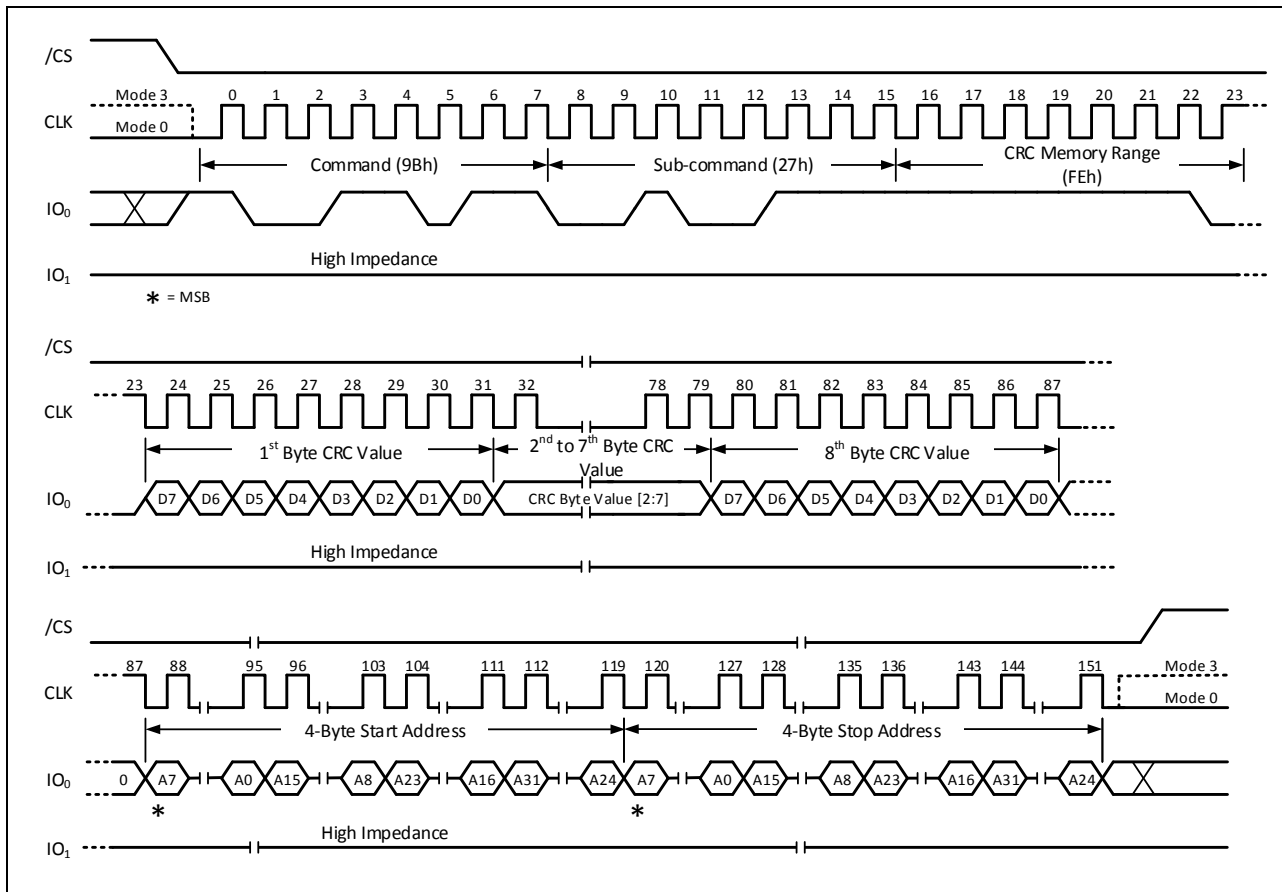 /CS
Mode 3 0 1 2 3 4 5 6 7 8 9 10 11 12 13 14 15 16 17 18 19 20 21 22 23
CLK
Mode 0
Command (9Bh) Sub-command (27h) CRC Memory Range
(FEh)
IO0
High Impedance
IO1
* = MSB
/CS
23 24 25 26 27 28 29 30 31 32 78 79 80 81 82 83 84 85 86 87
CLK
1st Byte CRC Value 2nd to 7th Byte CRC Value 8th Byte CRC Value
IO0 D7 D6 D5 D4 D3 D2 D1 D0 CRC Byte Value [2:7] D7 D6 D5 D4 D3 D2 D1 D0
High Impedance
IO1
/CS
87 88 95 96 103 104 111 112 119 120 127 128 135 136 143 144 151 Mode 3
CLK Mode 0
4-Byte Start Address 4-Byte Stop Address
IO0 0 A7 A0 A15 A8 A23 A16 A31 A24 A7 A0 A15 A8 A23 A16 A31 A24
* *
High Impedance
IO1